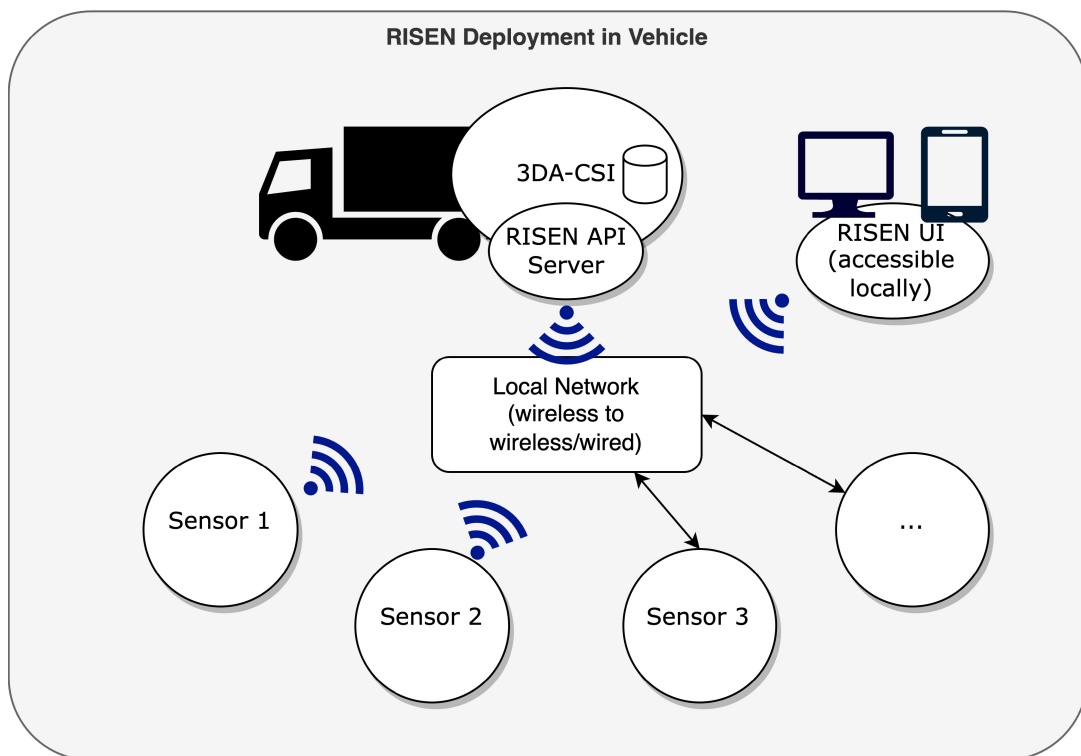 RISEN Deployment in Vehicle
3DA-CSI
RISEN API
Server
RISEN UI
(accessible
locally)
Local Network
(wireless to
wireless/wired)
Sensor 1
Sensor 2
Sensor 3
...